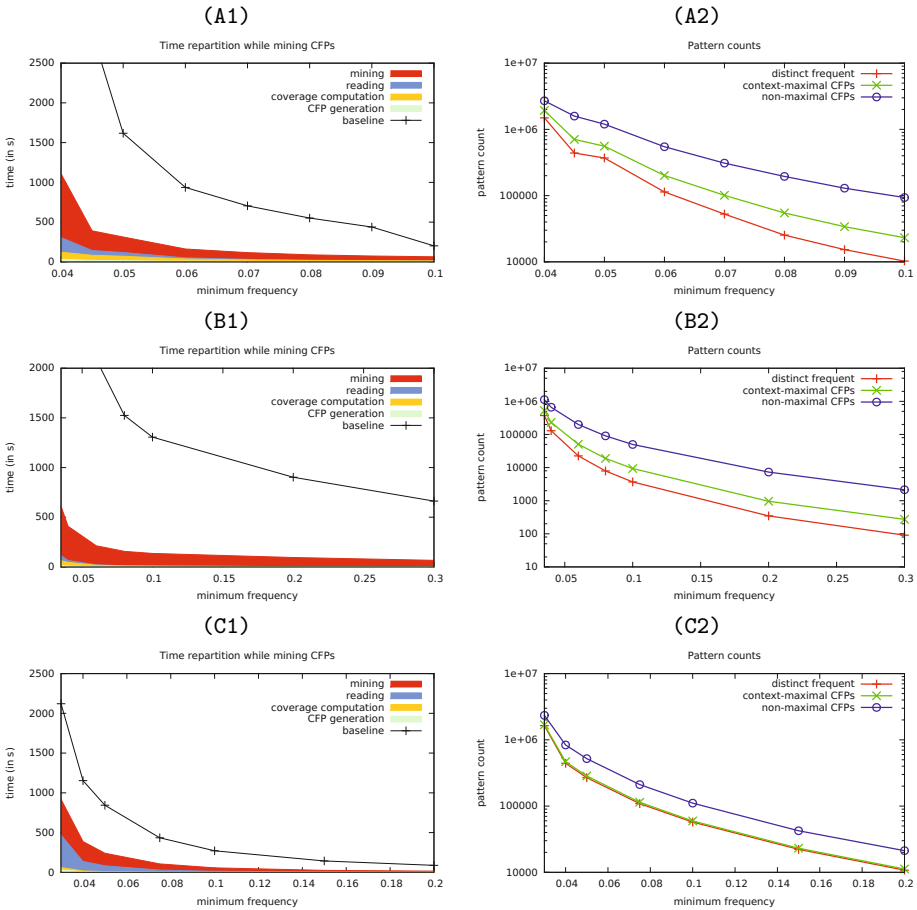 (A1)
Time repartition while mining CFPs
2500
2000
1500
1000
500
0
time (in s)
mining
reading
coverage computation
CFP generation
baseline
0.04 0.05 0.06 0.07 0.08 0.09 0.1
minimum frequency
(A2)
Pattern counts
1e+07
1e+06
100000
10000
pattern count
distinct frequent
context-maximal CFPs
non-maximal CFPs
0.04 0.05 0.06 0.07 0.08 0.09 0.1
minimum frequency
(B1)
Time repartition while mining CFPs
2000
1500
1000
500
0
time (in s)
mining
reading
coverage computation
CFP generation
baseline
0.05 0.1 0.15 0.2 0.25 0.3
minimum frequency
(B2)
Pattern counts
1e+07
1e+06
100000
10000
1000
100
10
pattern count
distinct frequent
context-maximal CFPs
non-maximal CFPs
0.05 0.1 0.15 0.2 0.25 0.3
minimum frequency
(C1)
Time repartition while mining CFPs
2500
2000
1500
1000
500
0
time (in s)
mining
reading
coverage computation
CFP generation
baseline
0.04 0.06 0.08 0.1 0.12 0.14 0.16 0.18 0.2
minimum frequency
(C2)
Pattern counts
1e+07
1e+06
100000
10000
pattern count
distinct frequent
context-maximal CFPs
non-maximal CFPs
0.04 0.06 0.08 0.1 0.12 0.14 0.16 0.18 0.2
minimum frequency